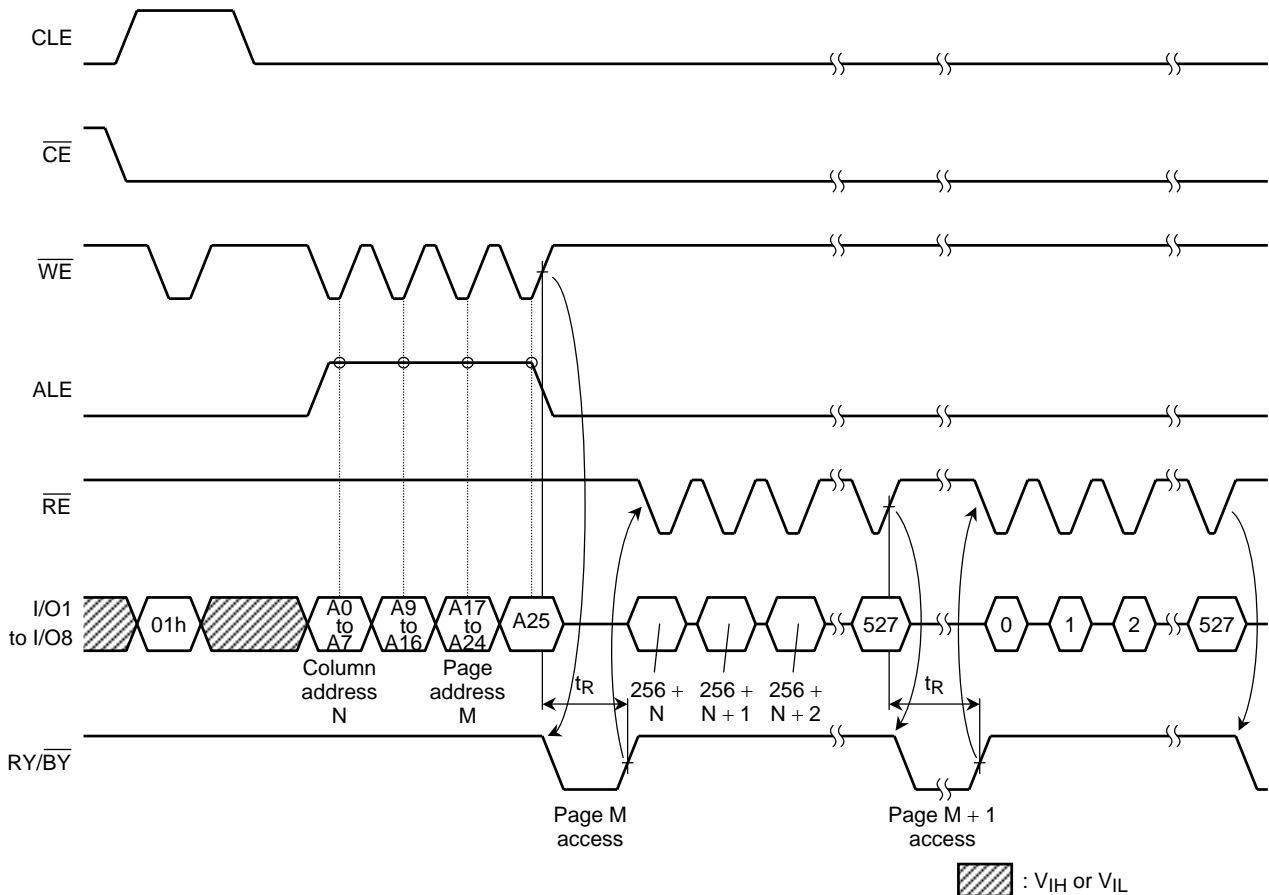 CLE
CE
WE
ALE
RE
I/O1
to I/O8
01h
A0
to
A7
A9
to
A16
A17
to
A24
A25
527
0
1
2
527
Column
address
N
Page
address
M
tR
256 +
N
256 +
N + 1
256 +
N + 2
tR
RY/BY
Page M
access
Page M + 1
access
: VIH or VIL